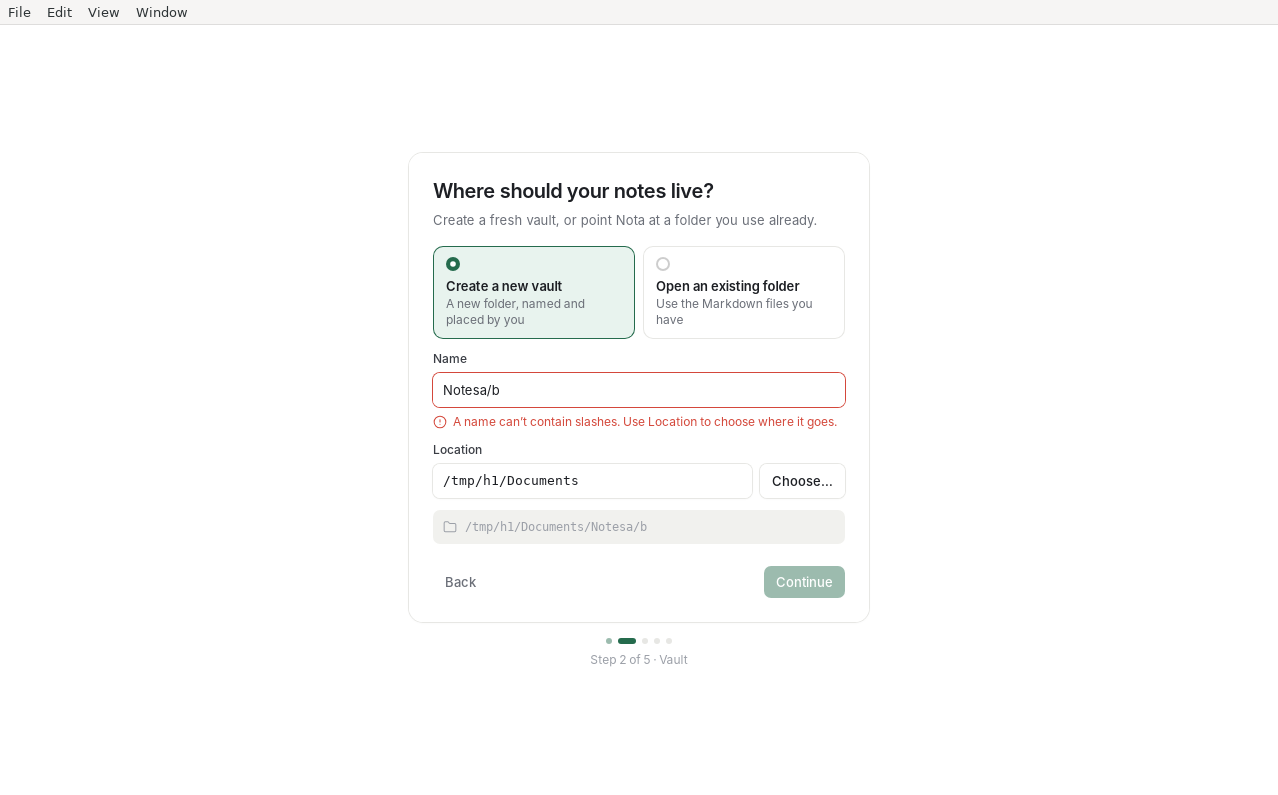 File Edit View Window
Where should your notes live?
Create a fresh vault, or point Nota at a folder you use already.
Create a new vault
A new folder, named and
placed by you
Open an existing folder
Use the Markdown files you
have
Name
Notesa/b
A name can’t contain slashes. Use Location to choose where it goes.
Location
/tmp/h1/Documents
Choose…
/tmp/h1/Documents/Notesa/b
Back
Continue
Step 2 of 5 · Vault